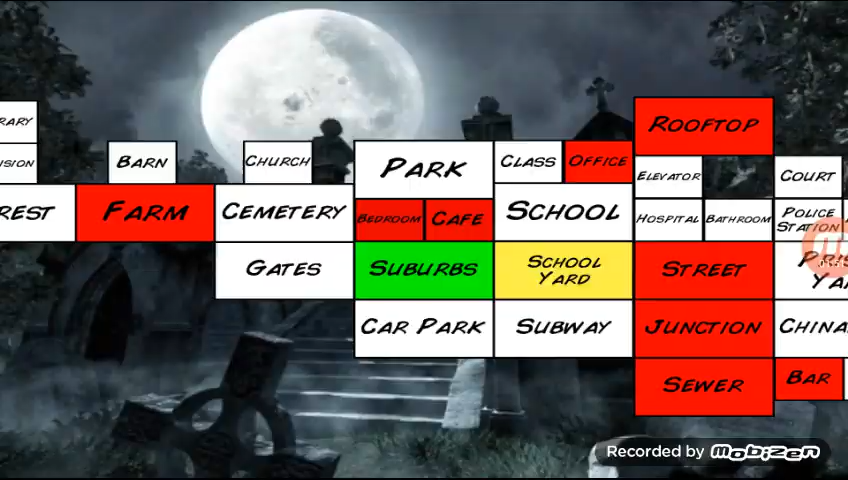 ROOFTOP
BARN
CHURCH
PARK
CLASS
OFFICE
ELEVATOR
COURT
FARM
CEMETERY
BEDROOM
CAFE
SCHOOL
HOSPITAL
BATHROOM
POLICE
STATION
GATES
SUBURBS
SCHOOL
YARD
STREET
CAR PARK
SUBWAY
JUNCTION
CHINA
SEWER
BAR
Recorded by MOBIZEN